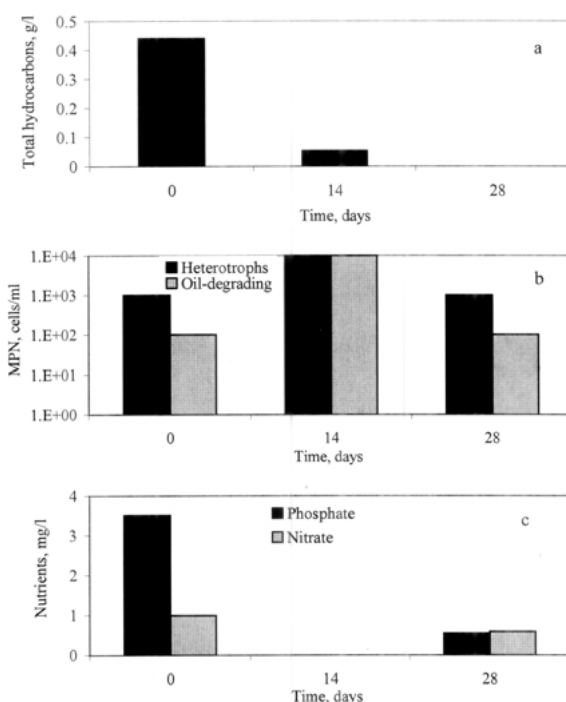 0.5
a
0.4
0.3
0.2
0.1
0
Total hydrocarbons, g/l
0 14 28
Time, days
1.E+04
Heterotrophs
Oil-degrading
b
1.E+03
1.E+02
1.E+01
1.E+00
MPN, cells/ml
0 14 28
Time, days
4
Phosphate
c
Nitrate
3
2
1
0
Nutrients, mg/l
0 14 28
Time, days